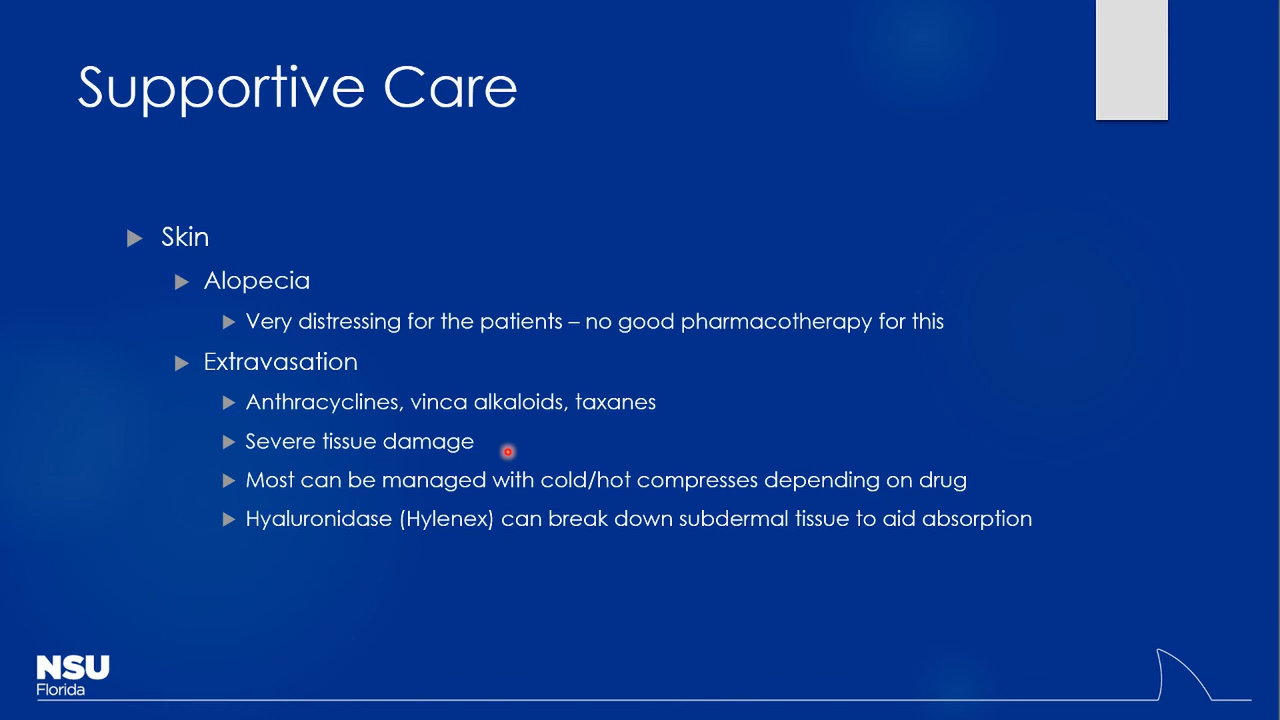 Supportive Care
Skin
Alopecia
Very distressing for the patients – no good pharmacotherapy for this
Extravasation
Anthracyclines, vinca alkaloids, taxanes
Severe tissue damage
Most can be managed with cold/hot compresses depending on drug
Hyaluronidase (Hylenex) can break down subdermal tissue to aid absorption
NSU
Florida